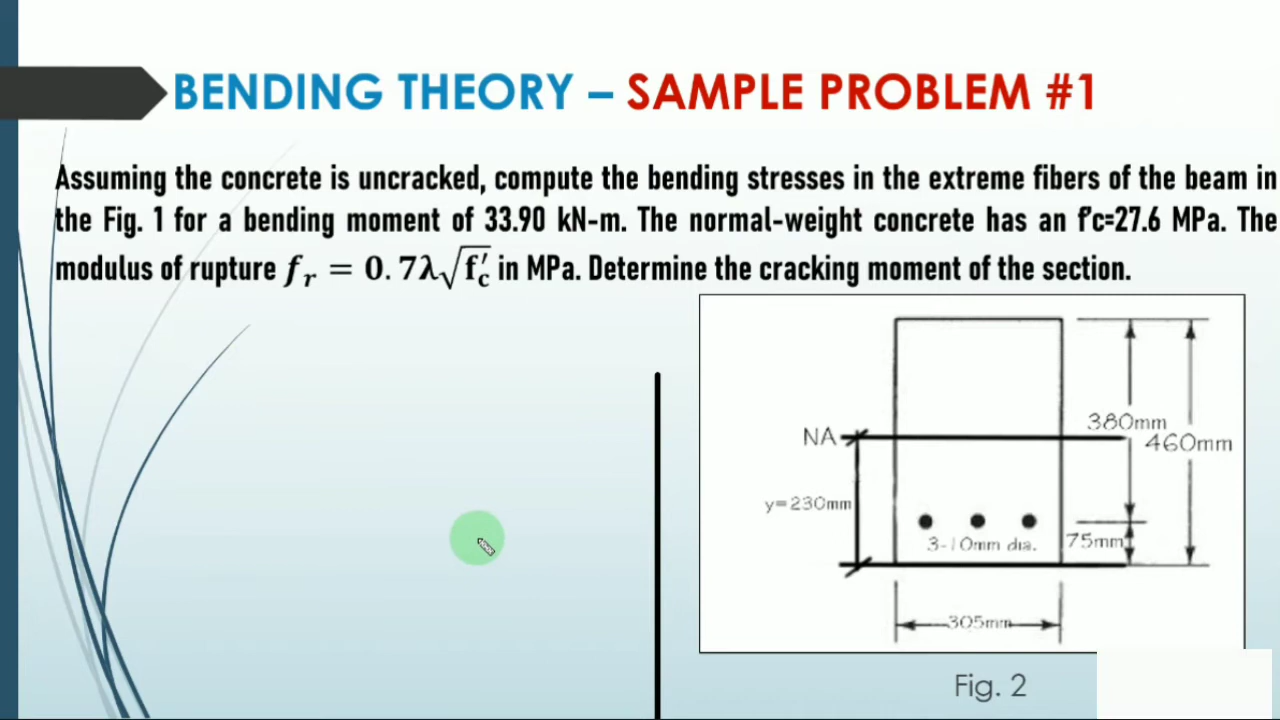 BENDING THEORY – SAMPLE PROBLEM #1
Assuming the concrete is uncracked, compute the bending stresses in the extreme fibers of the beam in
the Fig. 1 for a bending moment of 33.90 kN-m. The normal-weight concrete has an f'c=27.6 MPa. The
modulus of rupture fᵣ = 0.7λ√f′c in MPa. Determine the cracking moment of the section.
380mm
NA
460mm
y=230mm
3-10mm dia.
75mm
305mm
Fig. 2